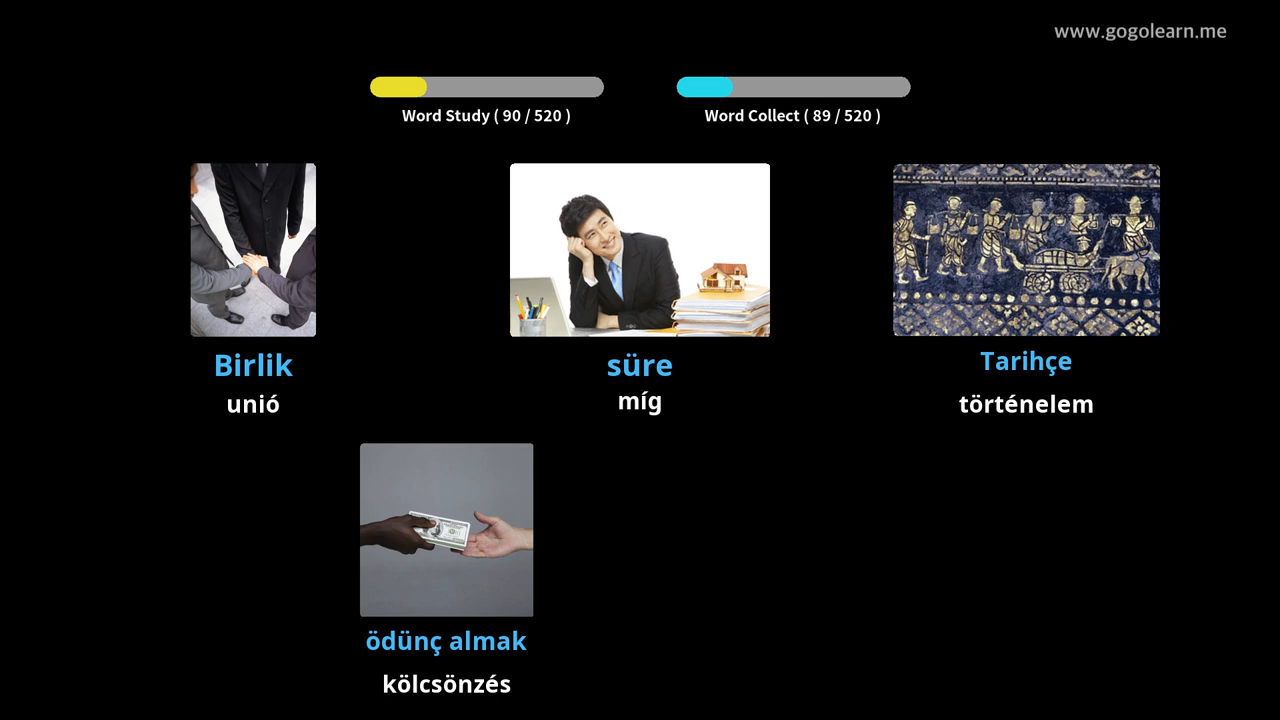 www.gogolearn.me
Word Study ( 90 / 520 )
Word Collect ( 89 / 520 )
Birlik
unió
süre
míg
Tarihçe
történelem
ödünç almak
kölcsönzés